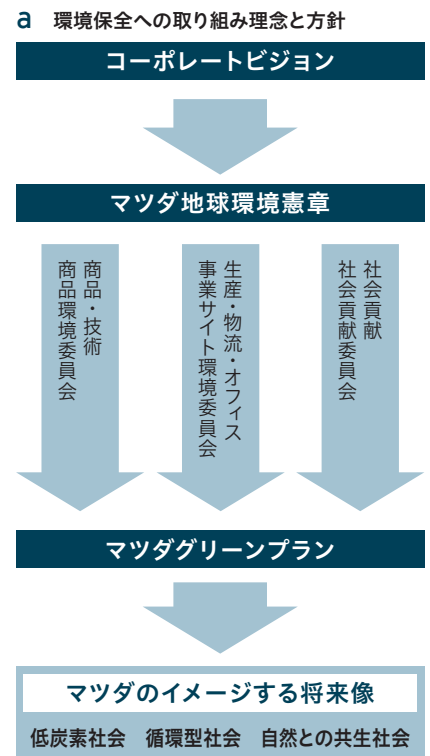 a 環境保全への取り組み理念と方針
コーポレートビジョン
マツダ地球環境憲章
商品・技術
商品環境委員会
生産・物流・オフィス
事業サイト環境委員会
社会貢献
社会貢献委員会
マツダグリーンプラン
マツダのイメージする将来像
低炭素社会 循環型社会 自然との共生社会